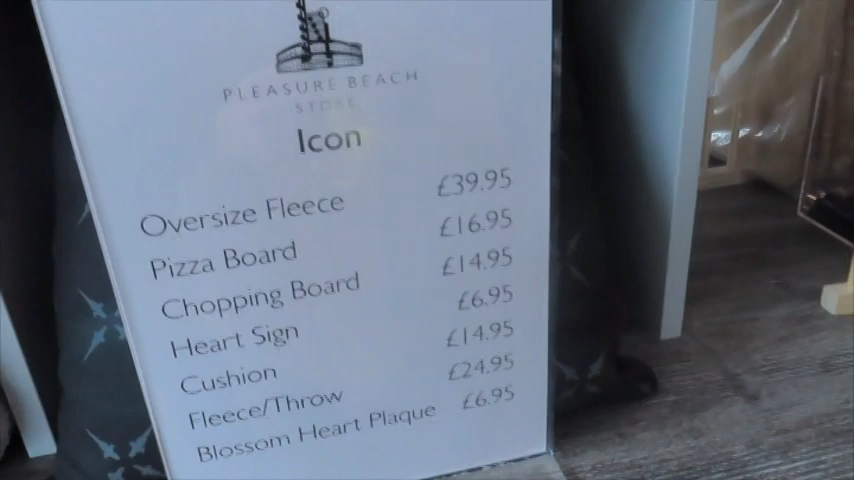 PLEASURE BEACH
STORE
Icon
Oversize Fleece £39.95
Pizza Board £16.95
Chopping Board £14.95
Heart Sign £6.95
Cushion £14.95
Fleece/Throw £24.95
Blossom Heart Plaque £6.95